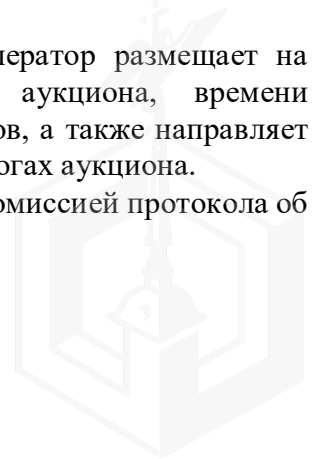 ператор размещает на
аукциона, времени
ов, а также направляет
огах аукциона.
омиссией протокола об